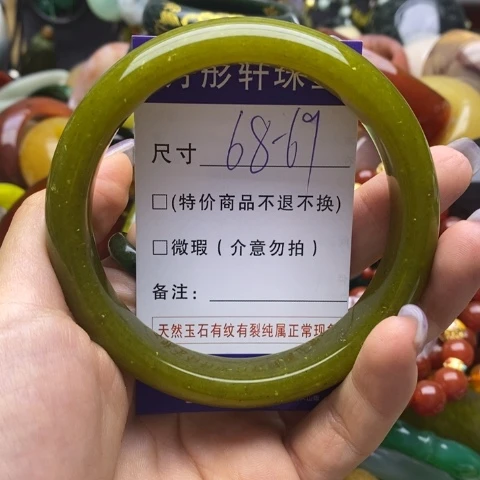 彤轩珠宝
尺寸 68-69
□(特价商品不退不换)
□微瑕(介意勿拍)
备注:
天然玉石有纹有裂纯属正常现